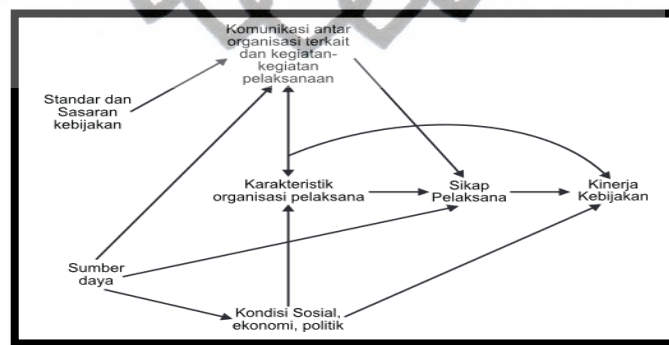 Komunikasi antar
organisasi terkait
dan kegiatan-
kegiatan
pelaksanaan
Standar dan
Sasaran
kebijakan
Karakteristik
organisasi pelaksana
Sikap
Pelaksana
Kinerja
Kebijakan
Sumber
daya
Kondisi Sosial,
ekonomi, politik